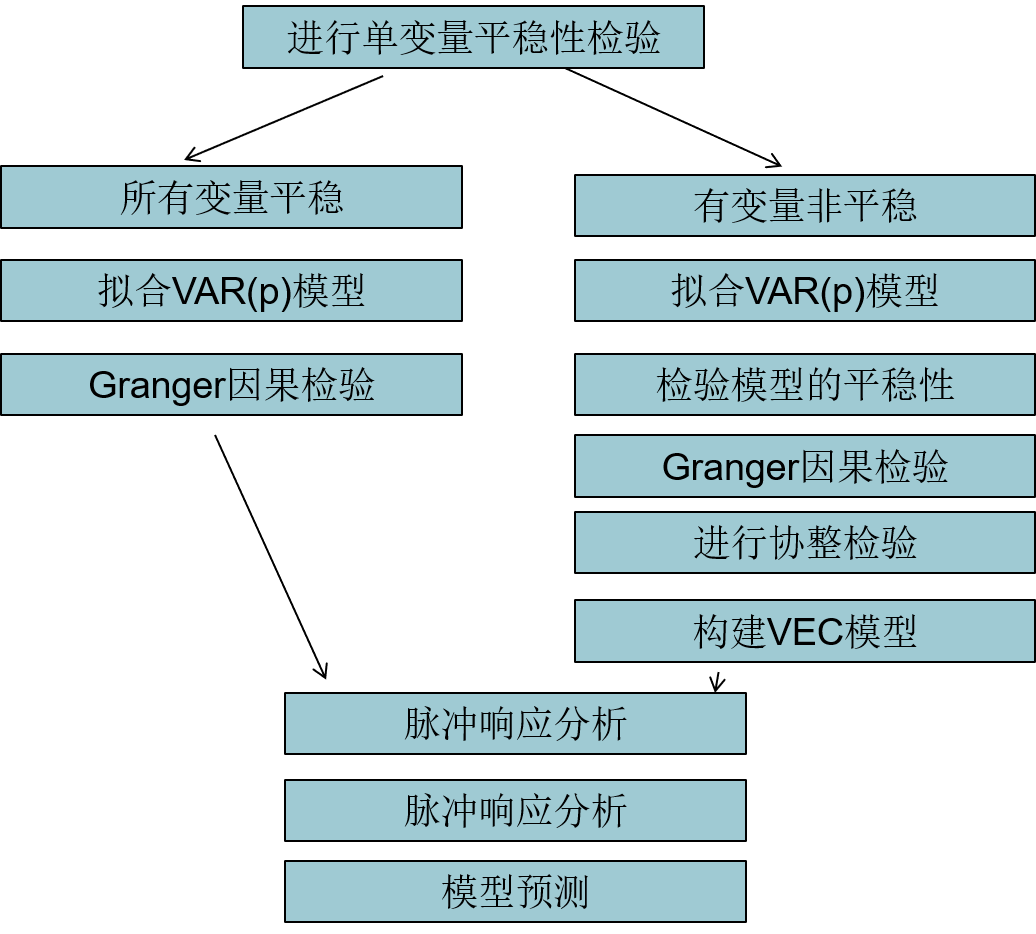 进行单变量平稳性检验
所有变量平稳
拟合VAR(p)模型
Granger因果检验
有变量非平稳
拟合VAR(p)模型
检验模型的平稳性
Granger因果检验
进行协整检验
构建VEC模型
脉冲响应分析
脉冲响应分析
模型预测